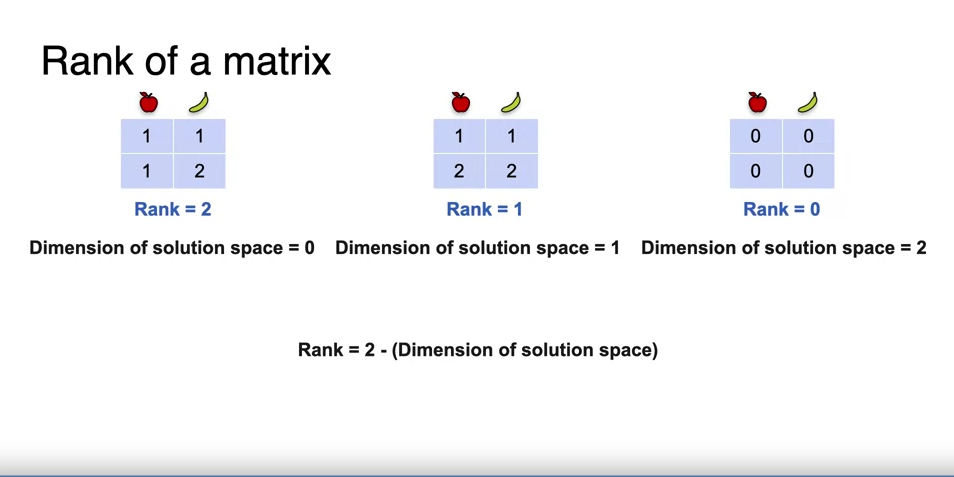 Rank of a matrix
1 1 1 1 0 0
1 2 2 2 0 0
Rank = 2 Rank = 1 Rank = 0
Dimension of solution space = 0 Dimension of solution space = 1 Dimension of solution space = 2
Rank = 2 - (Dimension of solution space)